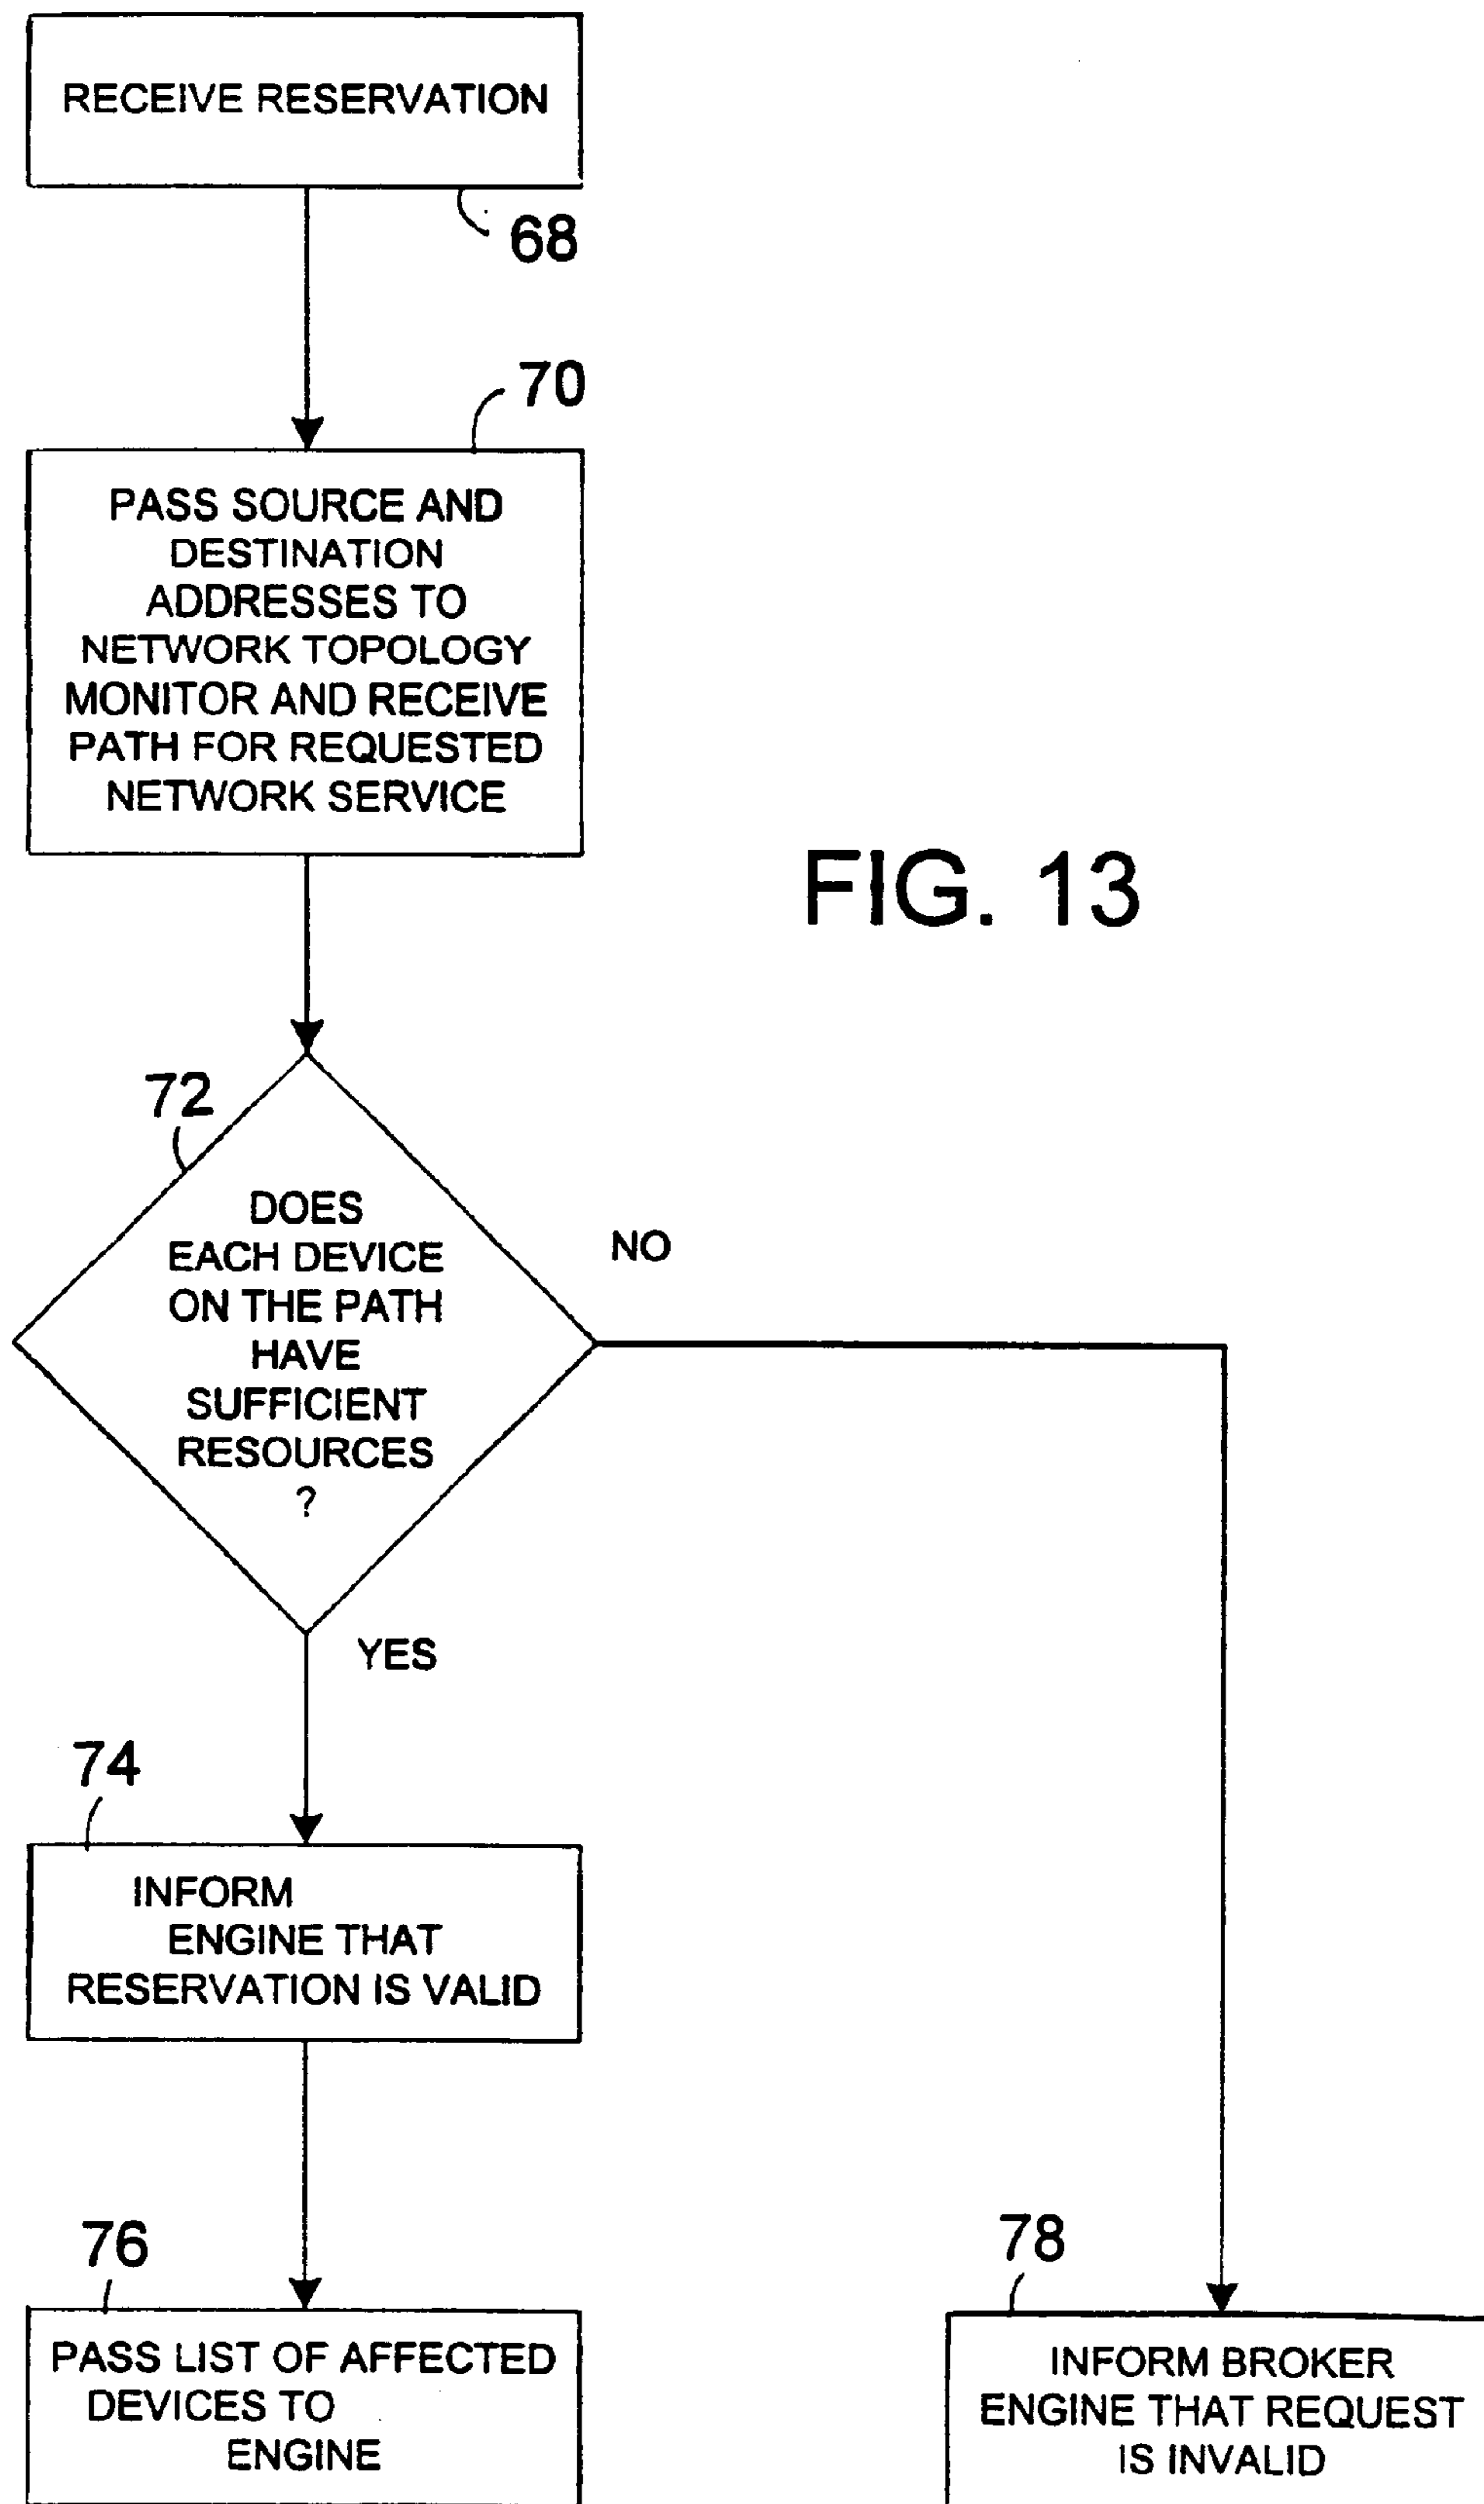 RECEIVE RESERVATION
68
70
PASS SOURCE AND
DESTINATION
ADDRESSES TO
NETWORK TOPOLOGY
MONITOR AND RECEIVE
PATH FOR REQUESTED
NETWORK SERVICE
FIG. 13
72
DOES
EACH DEVICE
ON THE PATH
HAVE
SUFFICIENT
RESOURCES
?
NO
YES
74
INFORM
ENGINE THAT
RESERVATION IS VALID
76
PASS LIST OF AFFECTED
DEVICES TO
ENGINE
78
INFORM BROKER
ENGINE THAT REQUEST
IS INVALID